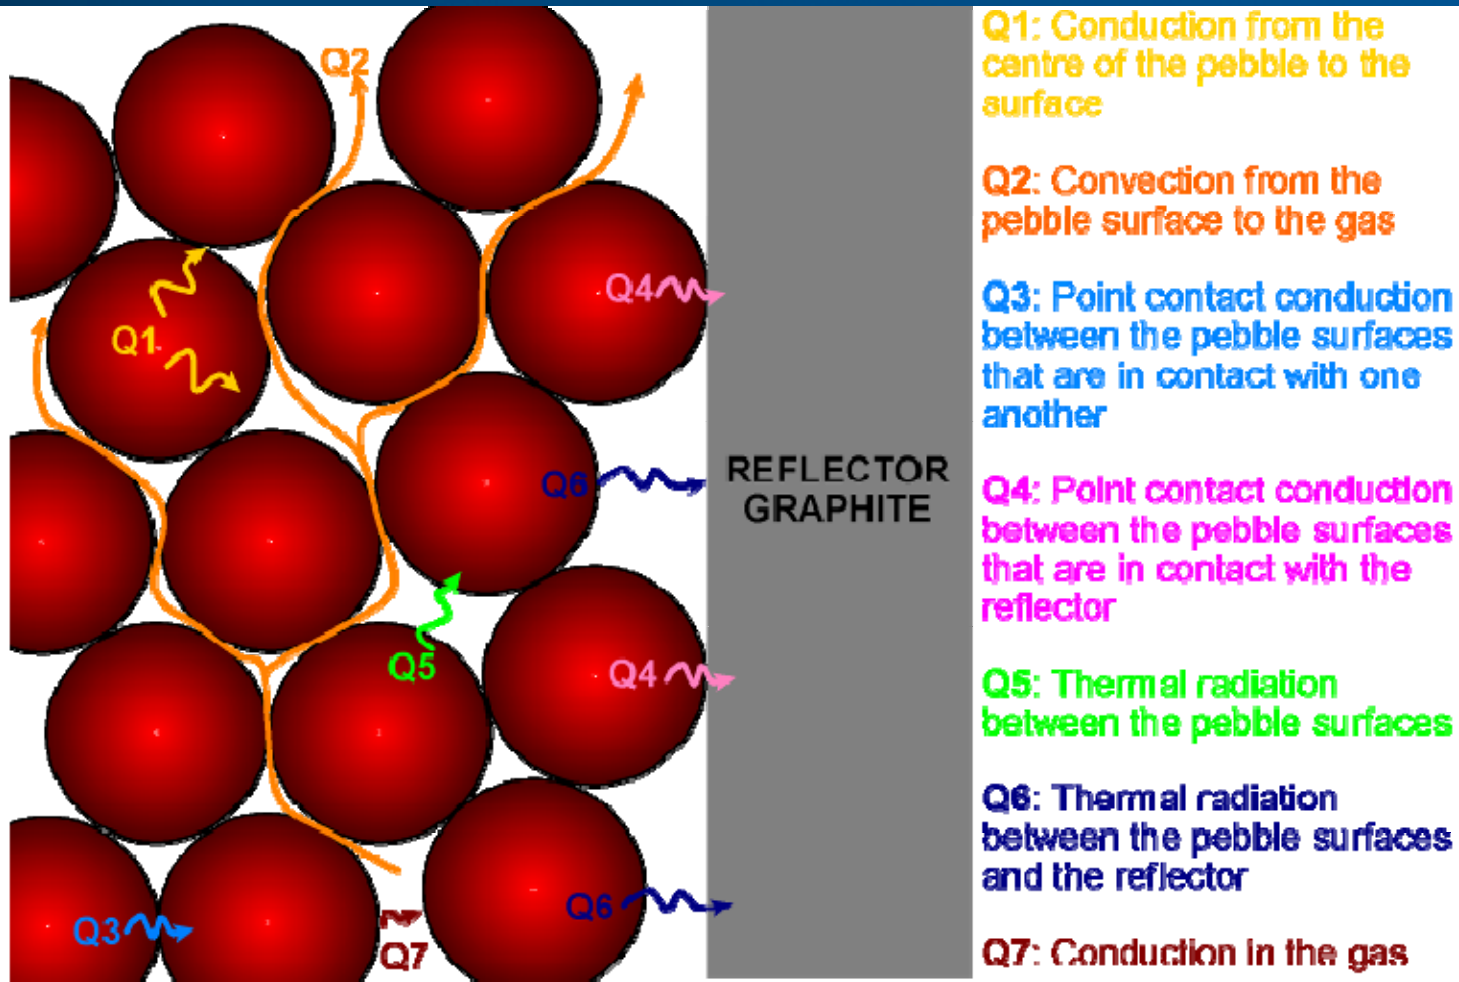 Q2
Q1
Q4
Q6
Q5
Q4
Q3
Q7
Q6
REFLECTOR
GRAPHITE
Q1: Conduction from the
centre of the pebble to the
surface
Q2: Convection from the
pebble surface to the gas
Q3: Point contact conduction
between the pebble surfaces
that are in contact with one
another
Q4: Point contact conduction
between the pebble surfaces
that are in contact with the
reflector
Q5: Thermal radiation
between the pebble surfaces
Q6: Thermal radiation
between the pebble surfaces
and the reflector
Q7: Conduction in the gas